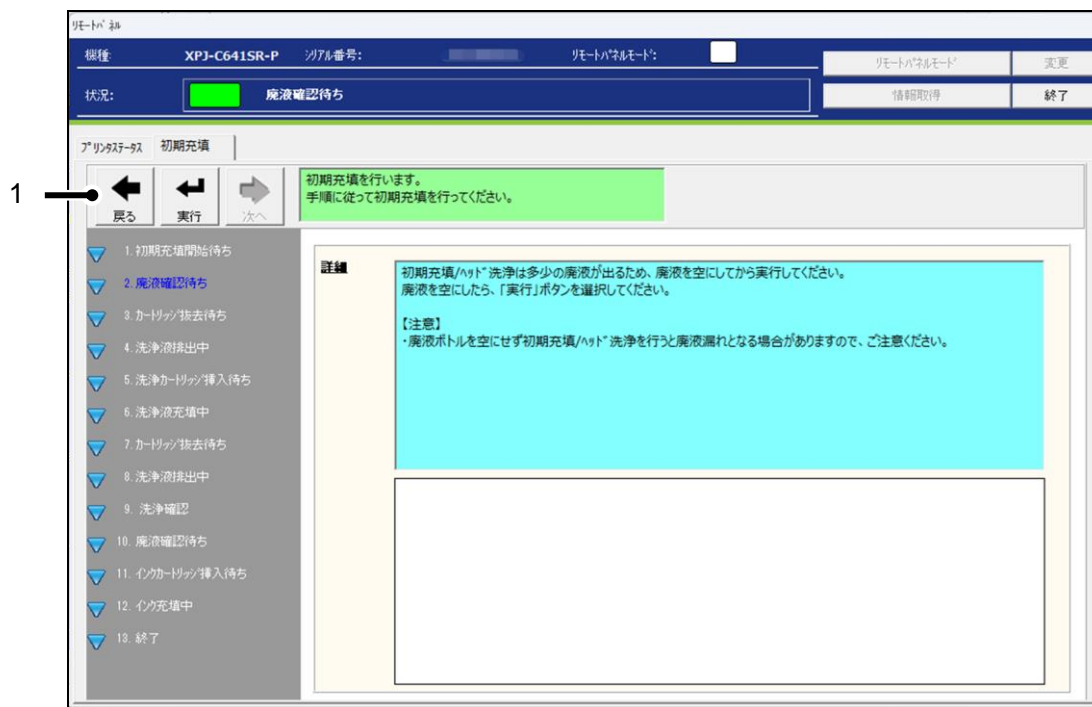 リモートパネル
機種: XPJ-C641SR-P シリアル番号: リモートパネルモード:
リモートパネルモード 変更
状況: 廃液確認待ち
情報取得 終了
プリンタステータス 初期充填
1
戻る 実行 次へ
初期充填を行います。
手順に従って初期充填を行ってください。
1. 初期充填開始待ち
2. 廃液確認待ち
3. カートリッジ抜去待ち
4. 洗浄液排出中
5. 洗浄カートリッジ挿入待ち
6. 洗浄液充填中
7. カートリッジ抜去待ち
8. 洗浄液排出中
9. 洗浄確認
10. 廃液確認待ち
11. インクカートリッジ挿入待ち
12. インク充填中
13. 終了
詳細
初期充填/ヘッド洗浄は多少の廃液が出るため、廃液を空にしてから実行してください。
廃液を空にしたら、「実行」ボタンを選択してください。
【注意】
・廃液ボトルを空にせず初期充填/ヘッド洗浄を行うと廃液漏れとなる場合がありますので、ご注意ください。